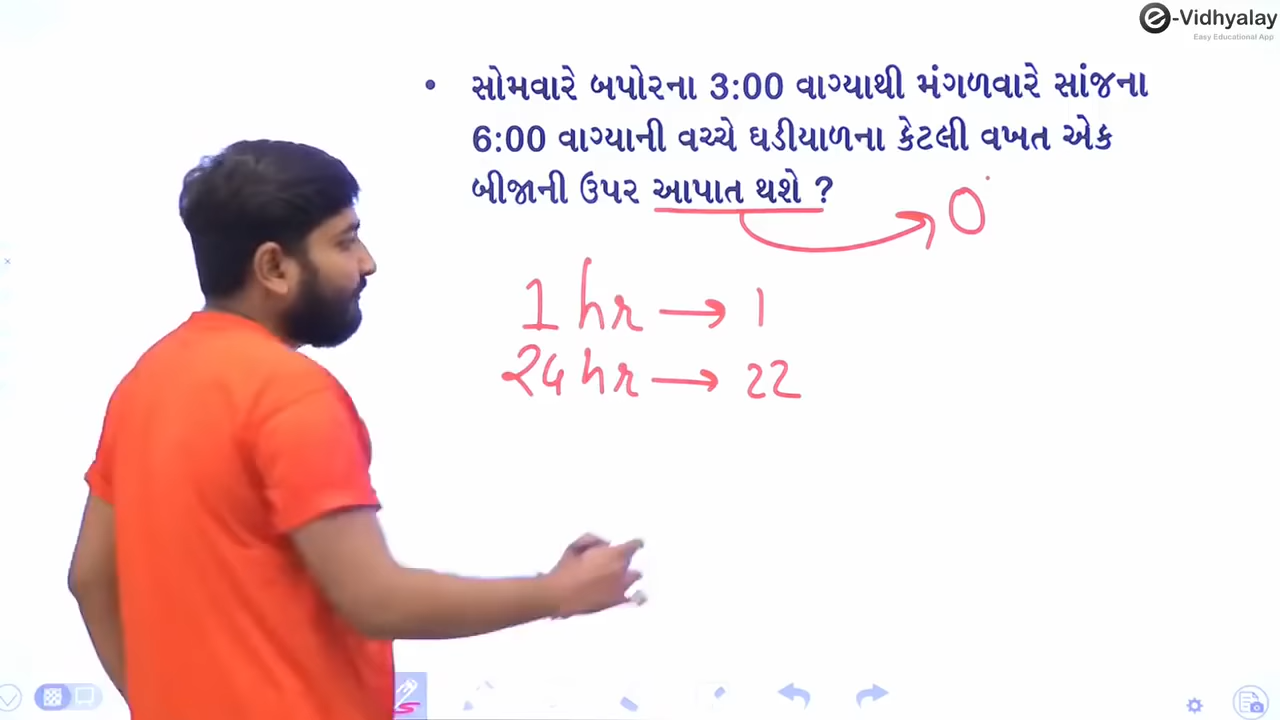 e-Vidhyalay
Easy Educational App
• સોમવારે બપોરના 3:00 વાગ્યાથી મંગળવારે સાંજના
6:00 વાગ્યાની વચ્ચે ઘડીયાળના કેટલી વખત એક
બીજાની ઉપર આપાત થશે ?
0
1 hr → 1
24 hr → 22